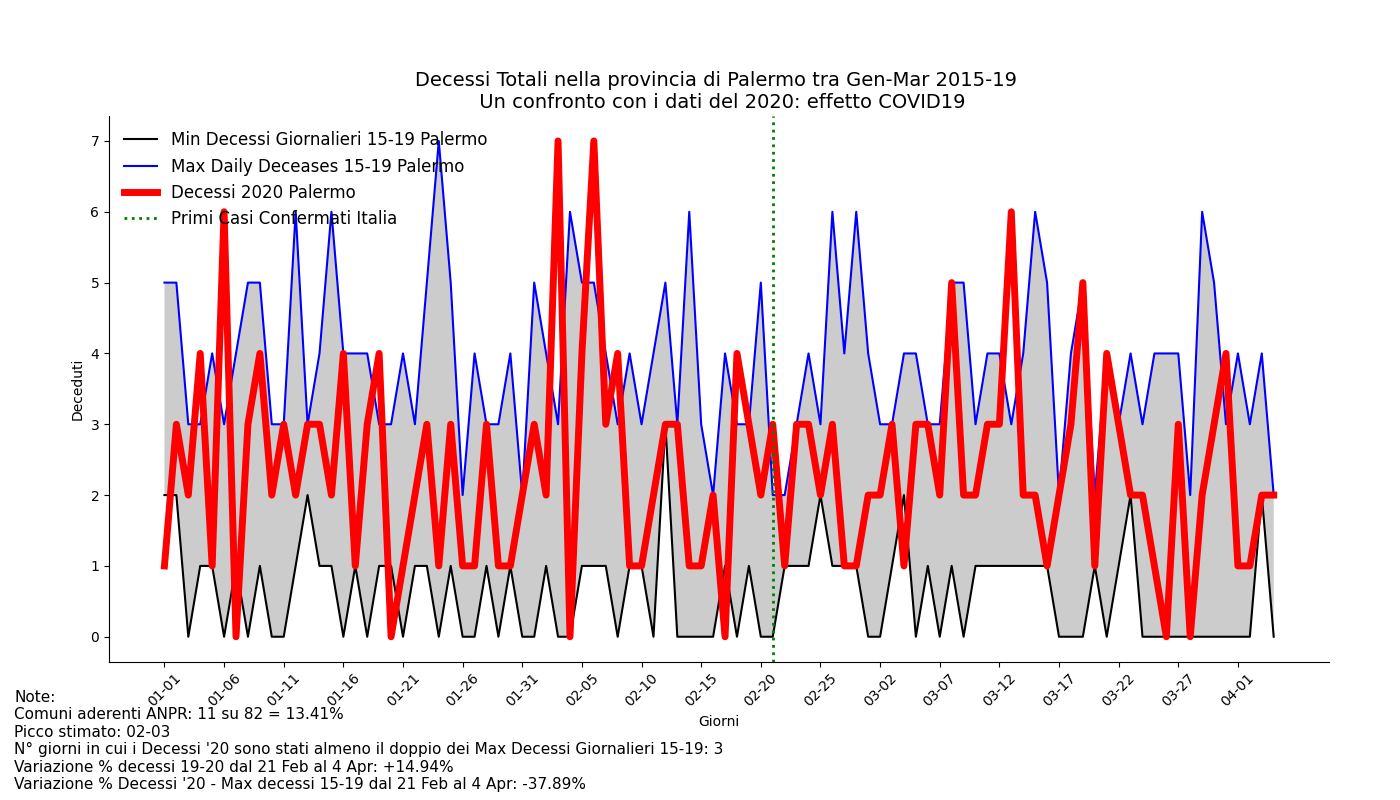 Decessi Totali nella provincia di Palermo tra Gen-Mar 2015-19
Un confronto con i dati del 2020: effetto COVID19
Min Decessi Giornalieri 15-19 Palermo
Max Daily Deceases 15-19 Palermo
Decessi 2020 Palermo
Primi Casi Confermati Italia
Deceduti
7
6
5
4
3
2
1
0
01-01 01-06 01-11 01-16 01-21 01-26 01-31 02-05 02-10 02-15 02-20 02-25 03-02 03-07 03-12 03-17 03-22 03-27 04-01
Giorni
Note:
Comuni aderenti ANPR: 11 su 82 = 13.41%
Picco stimato: 02-03
N° giorni in cui i Decessi '20 sono stati almeno il doppio dei Max Decessi Giornalieri 15-19: 3
Variazione % decessi 19-20 dal 21 Feb al 4 Apr: +14.94%
Variazione % Decessi '20 - Max decessi 15-19 dal 21 Feb al 4 Apr: -37.89%